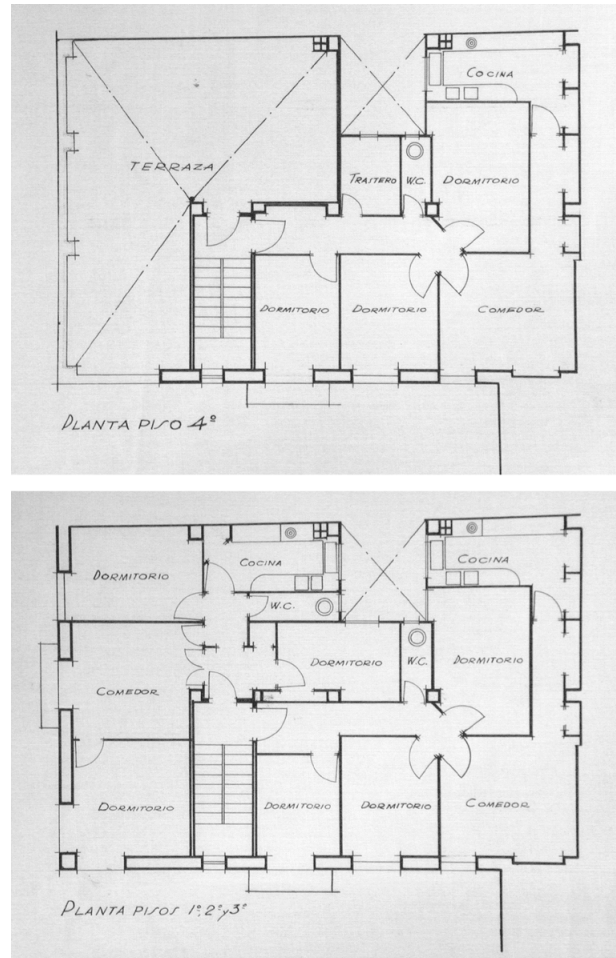 COCINA
TERRAZA
TRASTERO
W.C.
DORMITORIO
DORMITORIO
DORMITORIO
COMEDOR
PLANTA PISO 4º
COCINA
COCINA
DORMITORIO
W.C.
DORMITORIO
W.C.
DORMITORIO
COMEDOR
DORMITORIO
DORMITORIO
DORMITORIO
COMEDOR
PLANTA PISOS 1º, 2º y 3º